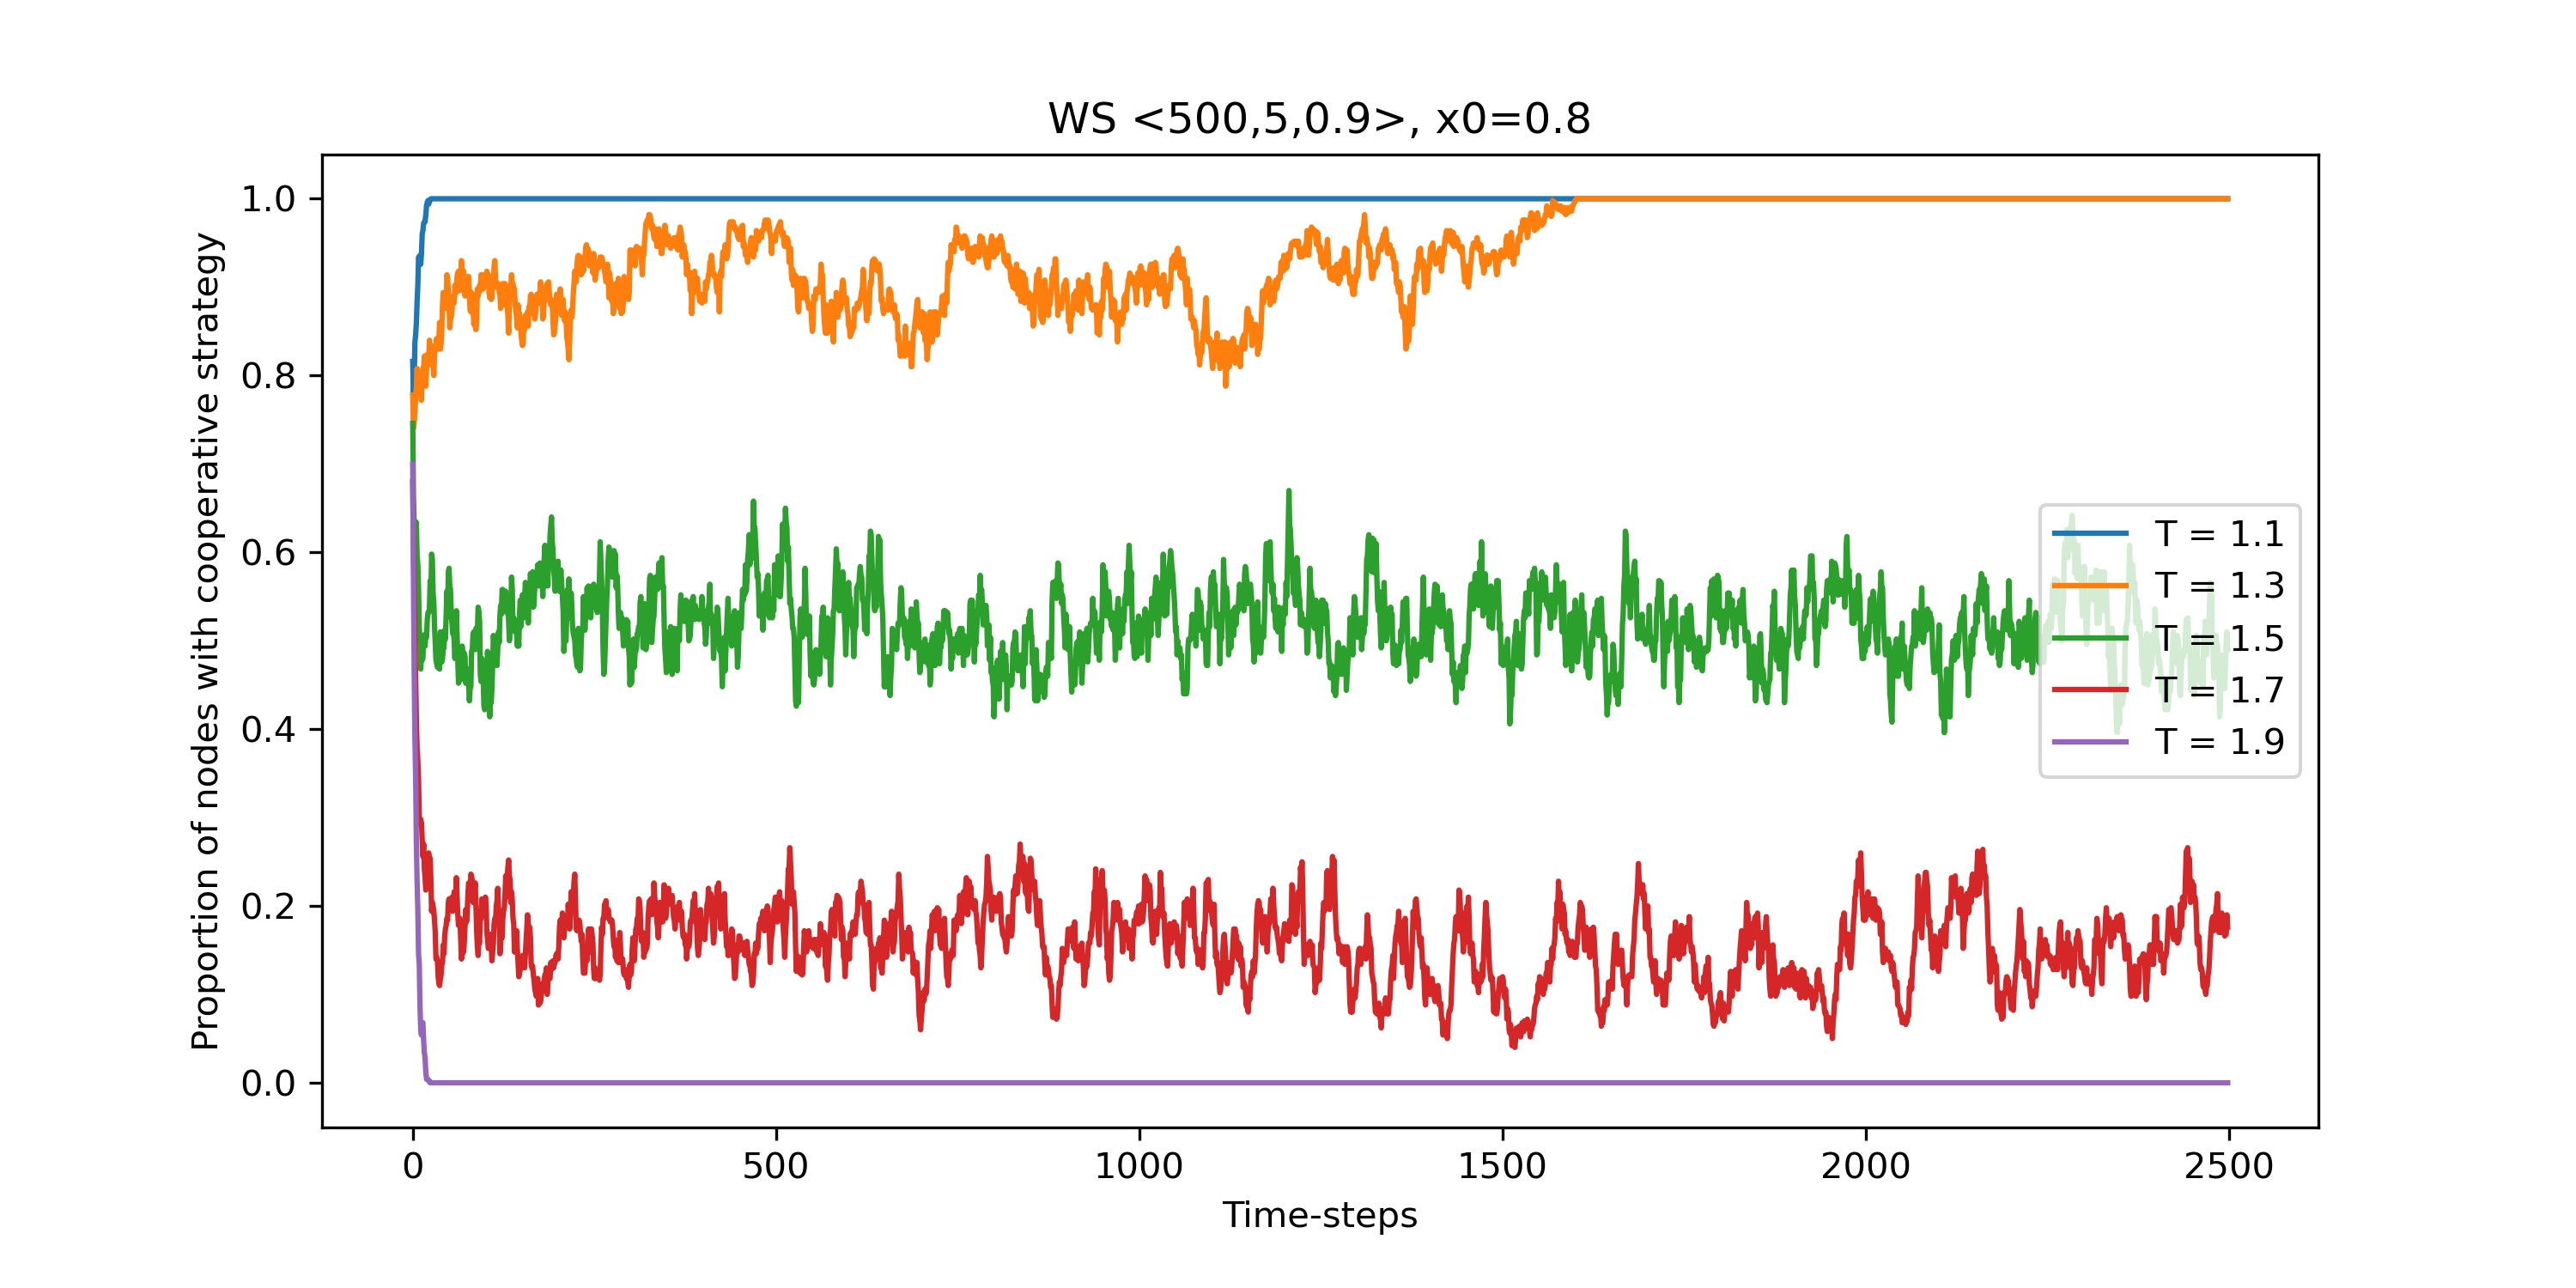 WS <500,5,0.9>, x0=0.8
Proportion of nodes with cooperative strategy
1.0
0.8
0.6
0.4
0.2
0.0
T = 1.1
T = 1.3
T = 1.5
T = 1.7
T = 1.9
0 500 1000 1500 2000 2500
Time-steps